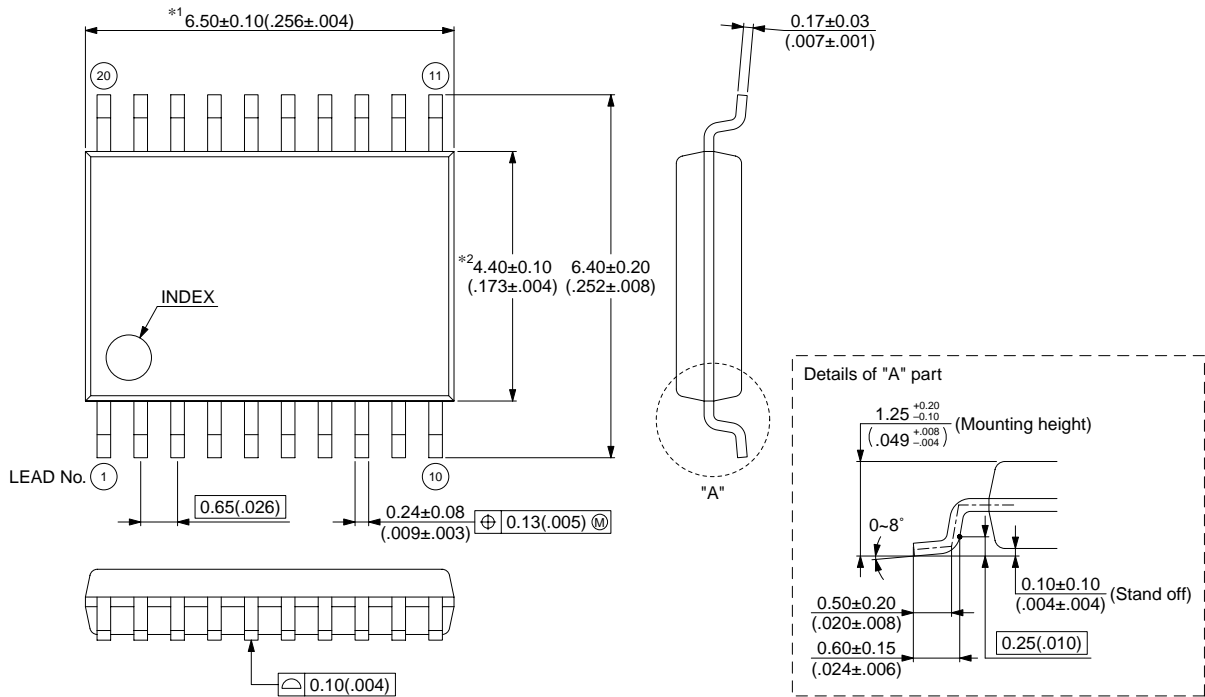 *1 6.50±0.10(.256±.004)
0.17±0.03
(.007±.001)
20
11
*2 4.40±0.10
(.173±.004)
6.40±0.20
(.252±.008)
INDEX
LEAD No.
1
10
"A"
0.65(.026)
0.24±0.08
(.009±.003)
⌖ 0.13(.005) Ⓜ
⌓ 0.10(.004)
Details of "A" part
1.25 +0.20 −0.10
(.049 +.008 −.004)
(Mounting height)
0~8°
0.50±0.20
(.020±.008)
0.60±0.15
(.024±.006)
0.25(.010)
0.10±0.10
(.004±.004)
(Stand off)